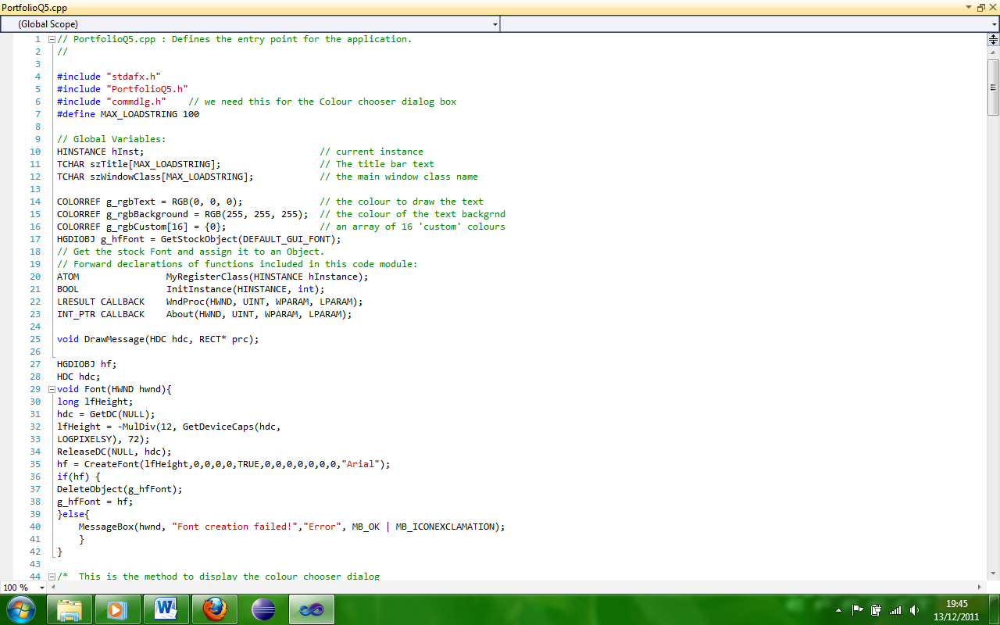 PortfolioQ5.cpp
(Global Scope)
1 // PortfolioQ5.cpp : Defines the entry point for the application.
2 //
3
4 #include "stdafx.h"
5 #include "PortfolioQ5.h"
6 #include "commdlg.h"    // we need this for the Colour chooser dialog box
7 #define MAX_LOADSTRING 100
8
9 // Global Variables:
10 HINSTANCE hInst;                                // current instance
11 TCHAR szTitle[MAX_LOADSTRING];                  // The title bar text
12 TCHAR szWindowClass[MAX_LOADSTRING];            // the main window class name
13
14 COLORREF g_rgbText = RGB(0, 0, 0);              // the colour to draw the text
15 COLORREF g_rgbBackground = RGB(255, 255, 255);  // the colour of the text backgrnd
16 COLORREF g_rgbCustom[16] = {0};                 // an array of 16 'custom' colours
17 HGDIOBJ g_hfFont = GetStockObject(DEFAULT_GUI_FONT);
18 // Get the stock Font and assign it to an Object.
19 // Forward declarations of functions included in this code module:
20 ATOM                MyRegisterClass(HINSTANCE hInstance);
21 BOOL                InitInstance(HINSTANCE, int);
22 LRESULT CALLBACK    WndProc(HWND, UINT, WPARAM, LPARAM);
23 INT_PTR CALLBACK    About(HWND, UINT, WPARAM, LPARAM);
24
25 void DrawMessage(HDC hdc, RECT* prc);
26
27 HGDIOBJ hf;
28 HDC hdc;
29 void Font(HWND hwnd){
30 long lfHeight;
31 hdc = GetDC(NULL);
32 lfHeight = -MulDiv(12, GetDeviceCaps(hdc,
33 LOGPIXELSY), 72);
34 ReleaseDC(NULL, hdc);
35 hf = CreateFont(lfHeight,0,0,0,0,TRUE,0,0,0,0,0,0,0,"Arial");
36 if(hf) {
37 DeleteObject(g_hfFont);
38 g_hfFont = hf;
39 }else{
40     MessageBox(hwnd, "Font creation failed!","Error", MB_OK | MB_ICONEXCLAMATION);
41     }
42 }
43
44 /*  This is the method to display the colour chooser dialog
100 %
19:45
13/12/2011